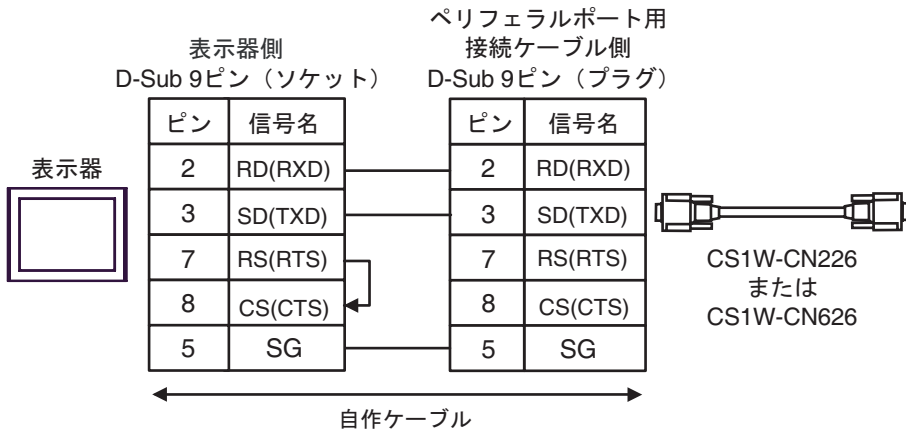 表示器側
D-Sub 9ピン（ソケット）
ペリフェラルポート用
接続ケーブル側
D-Sub 9ピン（プラグ）
表示器
ピン 信号名
2 RD(RXD)
3 SD(TXD)
7 RS(RTS)
8 CS(CTS)
5 SG
ピン 信号名
2 RD(RXD)
3 SD(TXD)
7 RS(RTS)
8 CS(CTS)
5 SG
CS1W-CN226
または
CS1W-CN626
自作ケーブル